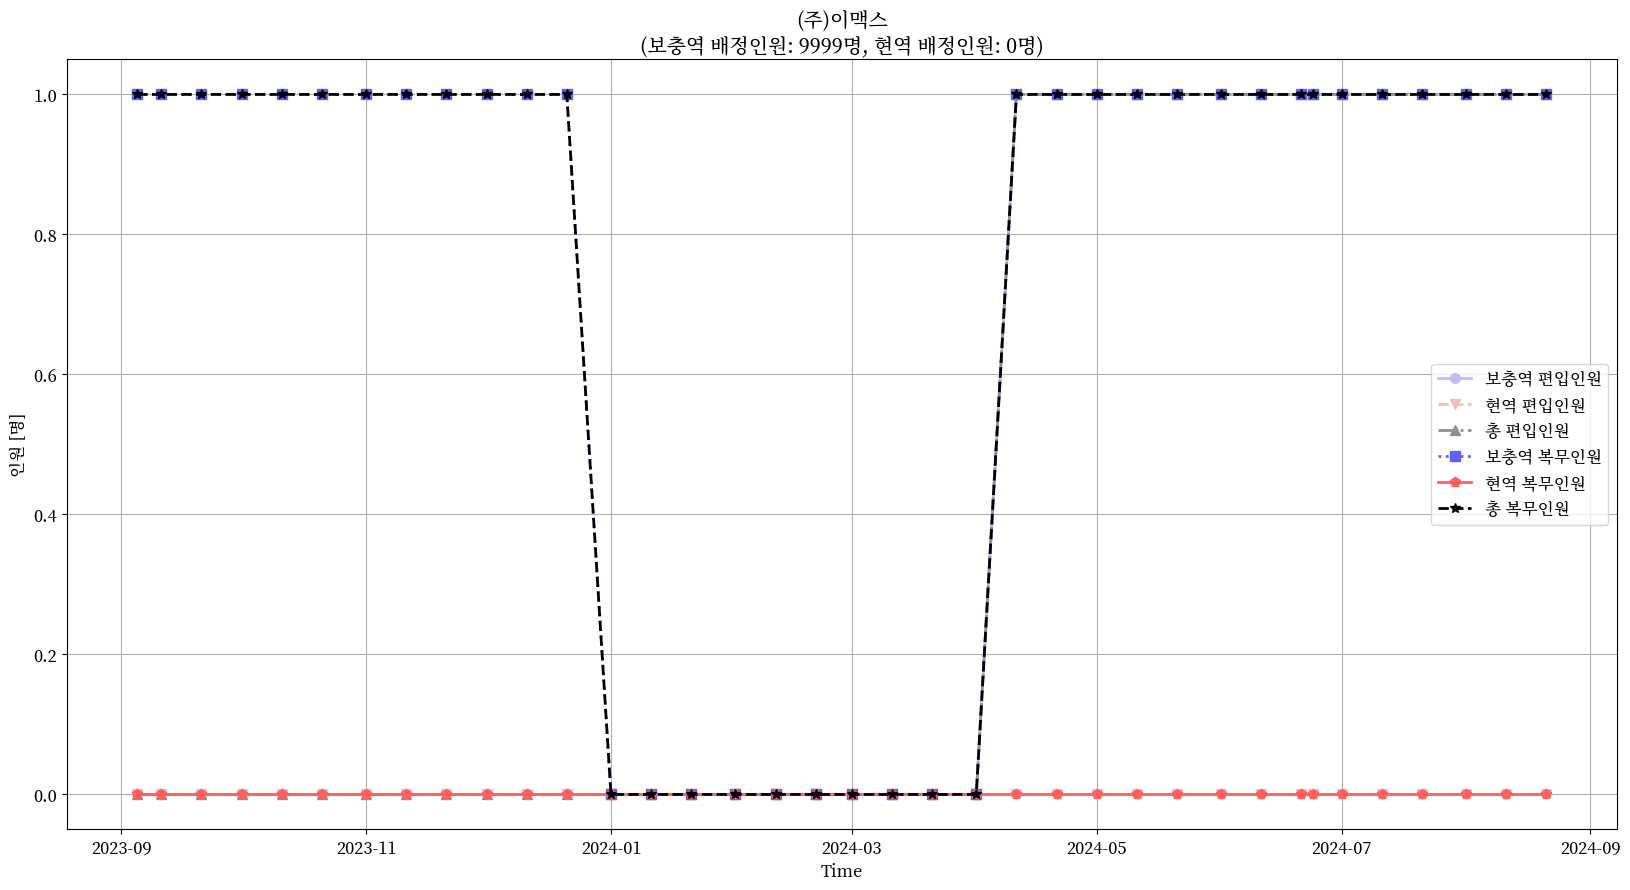 (주)이맥스
(보충역 배정인원: 9999명, 현역 배정인원: 0명)
인원 [명]
1.0
0.8
0.6
0.4
0.2
0.0
보충역 편입인원
현역 편입인원
총 편입인원
보충역 복무인원
현역 복무인원
총 복무인원
2023-09
2023-11
2024-01
2024-03
2024-05
2024-07
2024-09
Time